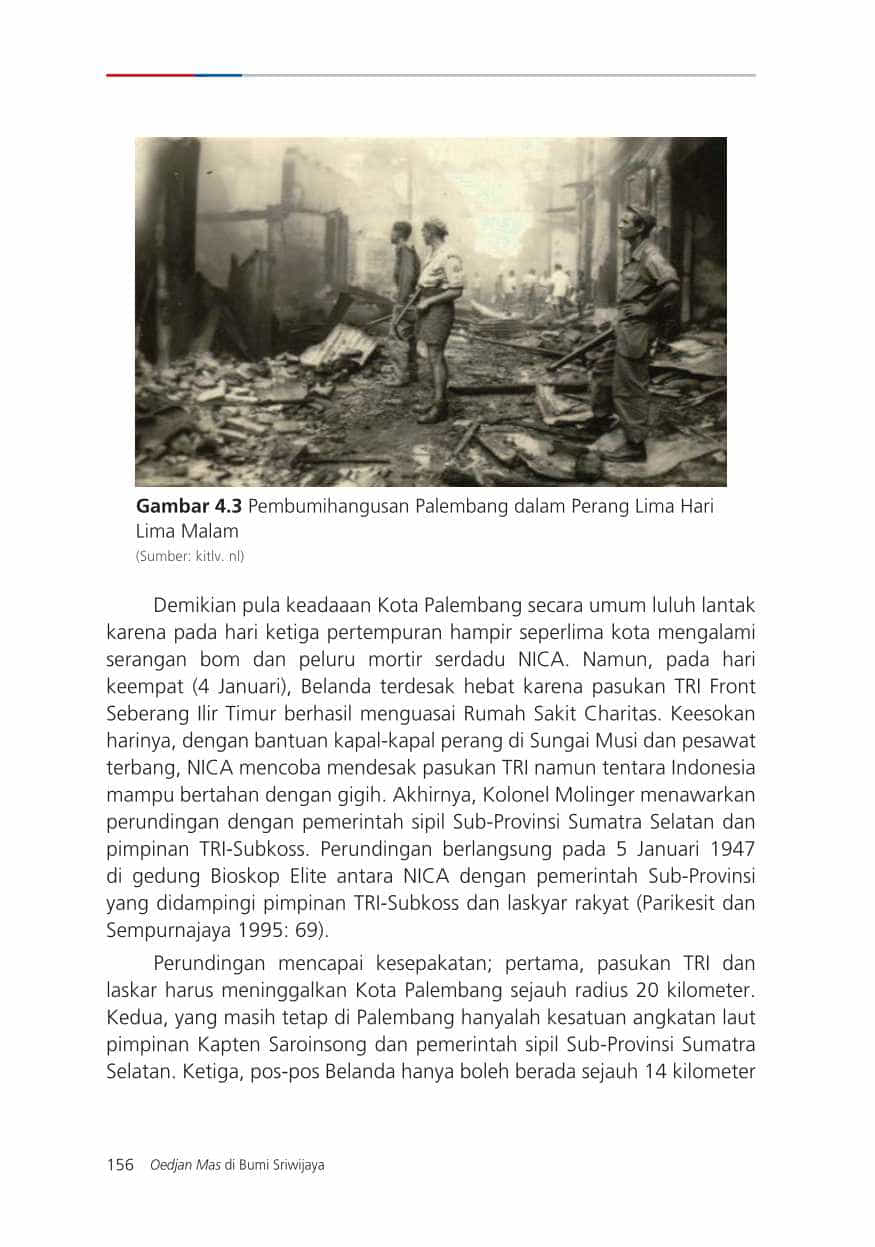 Gambar 4.3 Pembumihangusan Palembang dalam Perang Lima Hari
Lima Malam
(Sumber: kitlv. nl)
Demikian pula keadaaan Kota Palembang secara umum luluh lantak
karena pada hari ketiga pertempuran hampir seperlima kota mengalami
serangan bom dan peluru mortir serdadu NICA. Namun, pada hari
keempat (4 Januari), Belanda terdesak hebat karena pasukan TRI Front
Seberang Ilir Timur berhasil menguasai Rumah Sakit Charitas. Keesokan
harinya, dengan bantuan kapal-kapal perang di Sungai Musi dan pesawat
terbang, NICA mencoba mendesak pasukan TRI namun tentara Indonesia
mampu bertahan dengan gigih. Akhirnya, Kolonel Molinger menawarkan
perundingan dengan pemerintah sipil Sub-Provinsi Sumatra Selatan dan
pimpinan TRI-Subkoss. Perundingan berlangsung pada 5 Januari 1947
di gedung Bioskop Elite antara NICA dengan pemerintah Sub-Provinsi
yang didampingi pimpinan TRI-Subkoss dan laskyar rakyat (Parikesit dan
Sempurnajaya 1995: 69).
Perundingan mencapai kesepakatan; pertama, pasukan TRI dan
laskar harus meninggalkan Kota Palembang sejauh radius 20 kilometer.
Kedua, yang masih tetap di Palembang hanyalah kesatuan angkatan laut
pimpinan Kapten Saroinsong dan pemerintah sipil Sub-Provinsi Sumatra
Selatan. Ketiga, pos-pos Belanda hanya boleh berada sejauh 14 kilometer
156 Oedjan Mas di Bumi Sriwijaya